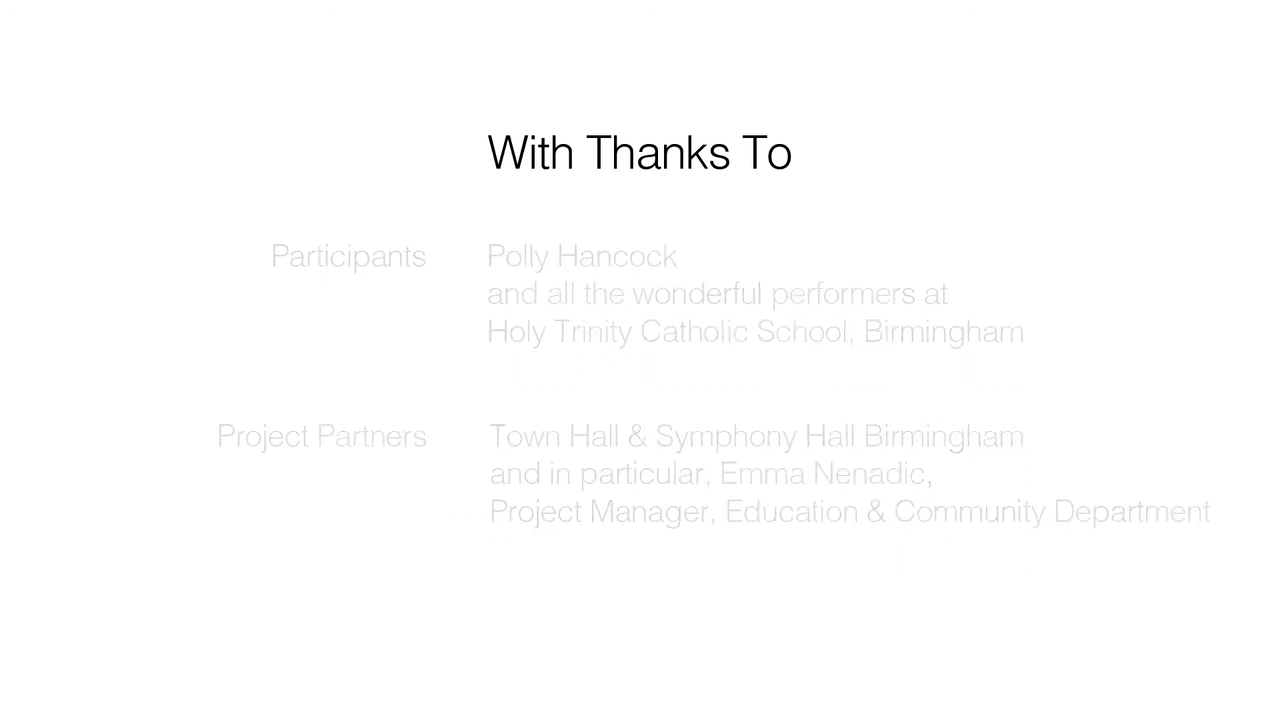 With Thanks To
Participants Polly Hancock
and all the wonderful performers at
Holy Trinity Catholic School, Birmingham
Project Partners Town Hall & Symphony Hall Birmingham
and in particular, Emma Nenadic,
Project Manager, Education & Community Department